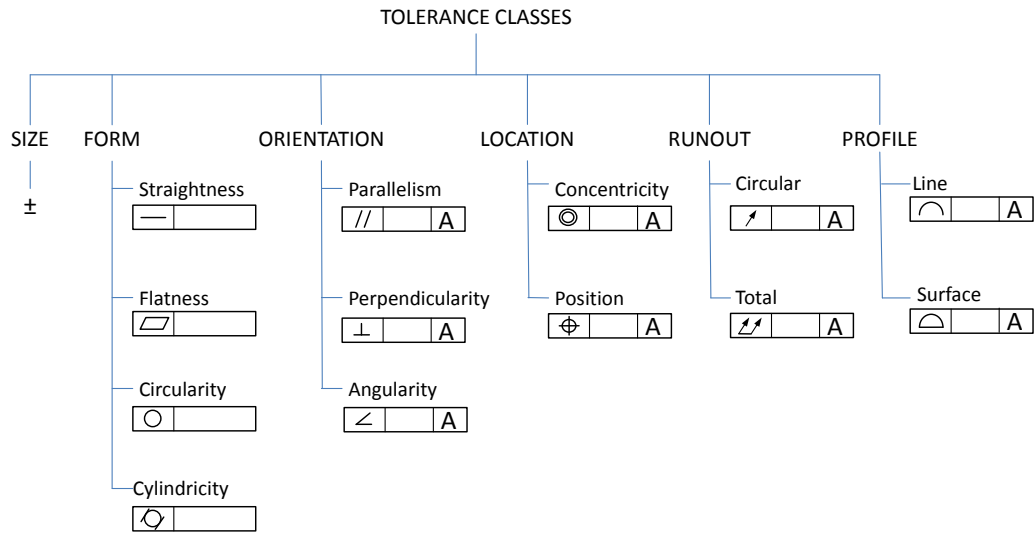 TOLERANCE CLASSES
SIZE FORM ORIENTATION LOCATION RUNOUT PROFILE
±
Straightness
Flatness
Circularity
Cylindricity
Parallelism
// A
Perpendicularity
⊥ A
Angularity
∠ A
Concentricity
◎ A
Position
⌖ A
Circular
A
Total
A
Line
⌒ A
Surface
⌓ A